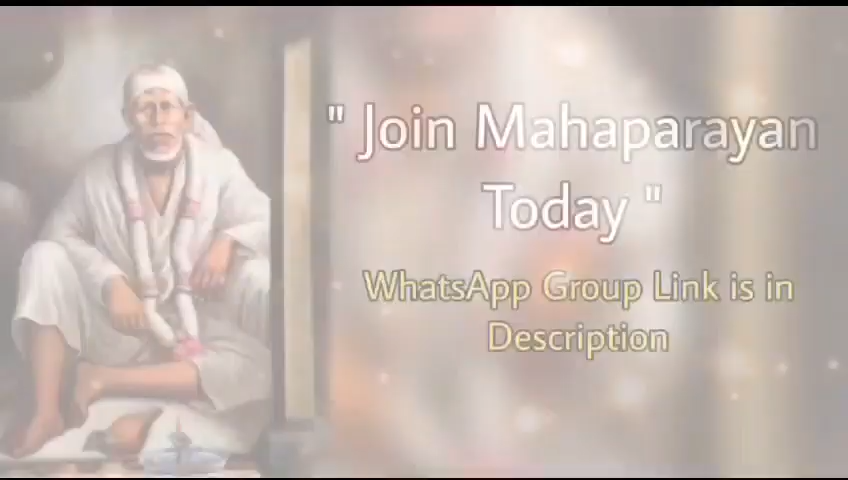 " Join Mahaparayan
Today "
WhatsApp Group Link is in
Description